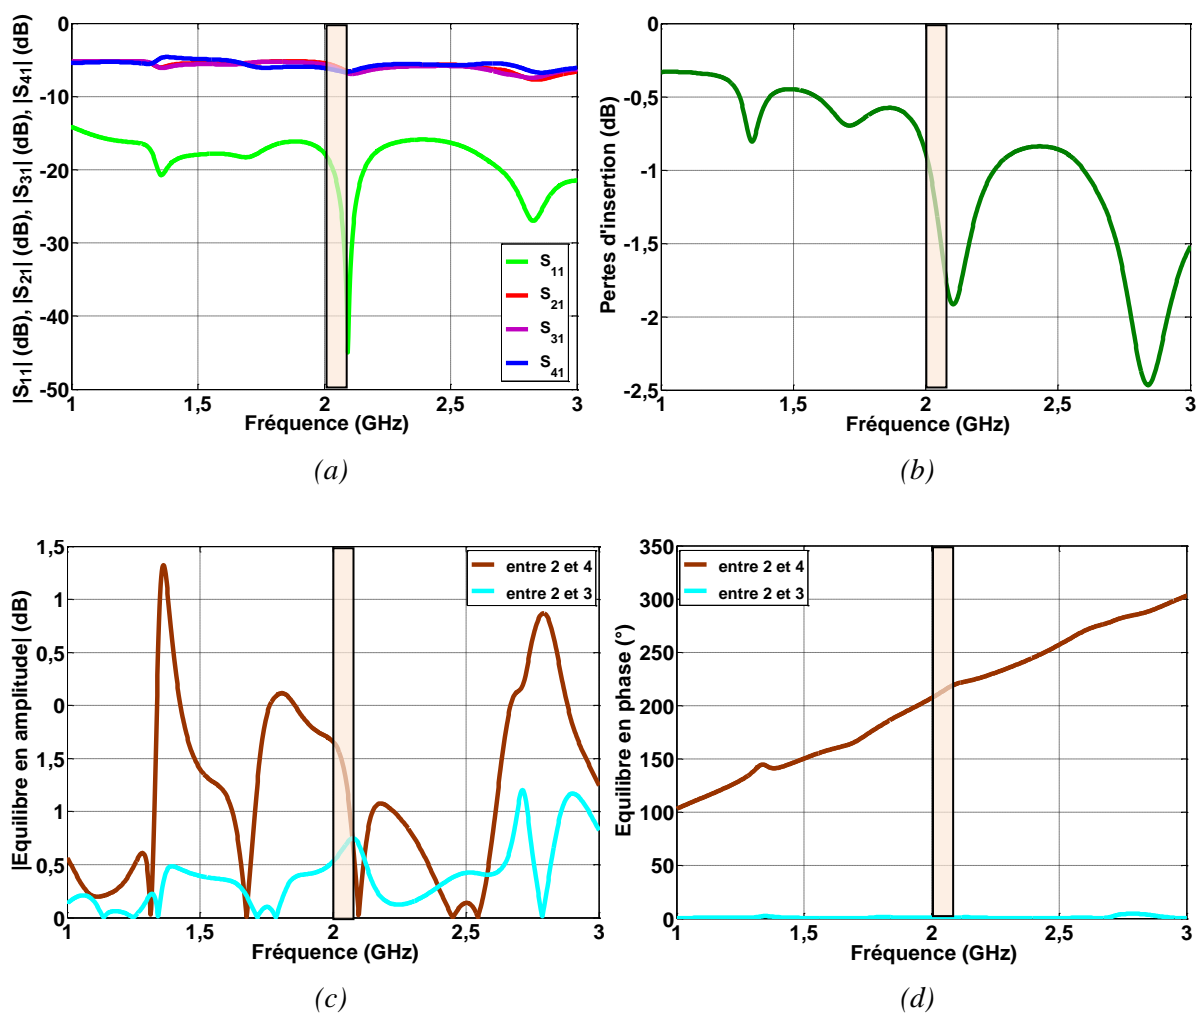 |S11| (dB), |S21| (dB), |S31| (dB), |S41| (dB)
0
-10
-20
-30
-40
-50
1
1,5
2
2,5
3
Fréquence (GHz)
S11
S21
S31
S41
(a)
Pertes d'insertion (dB)
0
-0,5
-1
-1,5
-2
-2,5
1
1,5
2
2,5
3
Fréquence (GHz)
(b)
|Equilibre en amplitude| (dB)
1,5
1
0,5
0
1,5
1
0,5
0
1
1,5
2
2,5
3
Fréquence (GHz)
entre 2 et 4
entre 2 et 3
(c)
Equilibre en phase (°)
350
300
250
200
150
100
50
0
1
1,5
2
2,5
3
Fréquence (GHz)
entre 2 et 4
entre 2 et 3
(d)